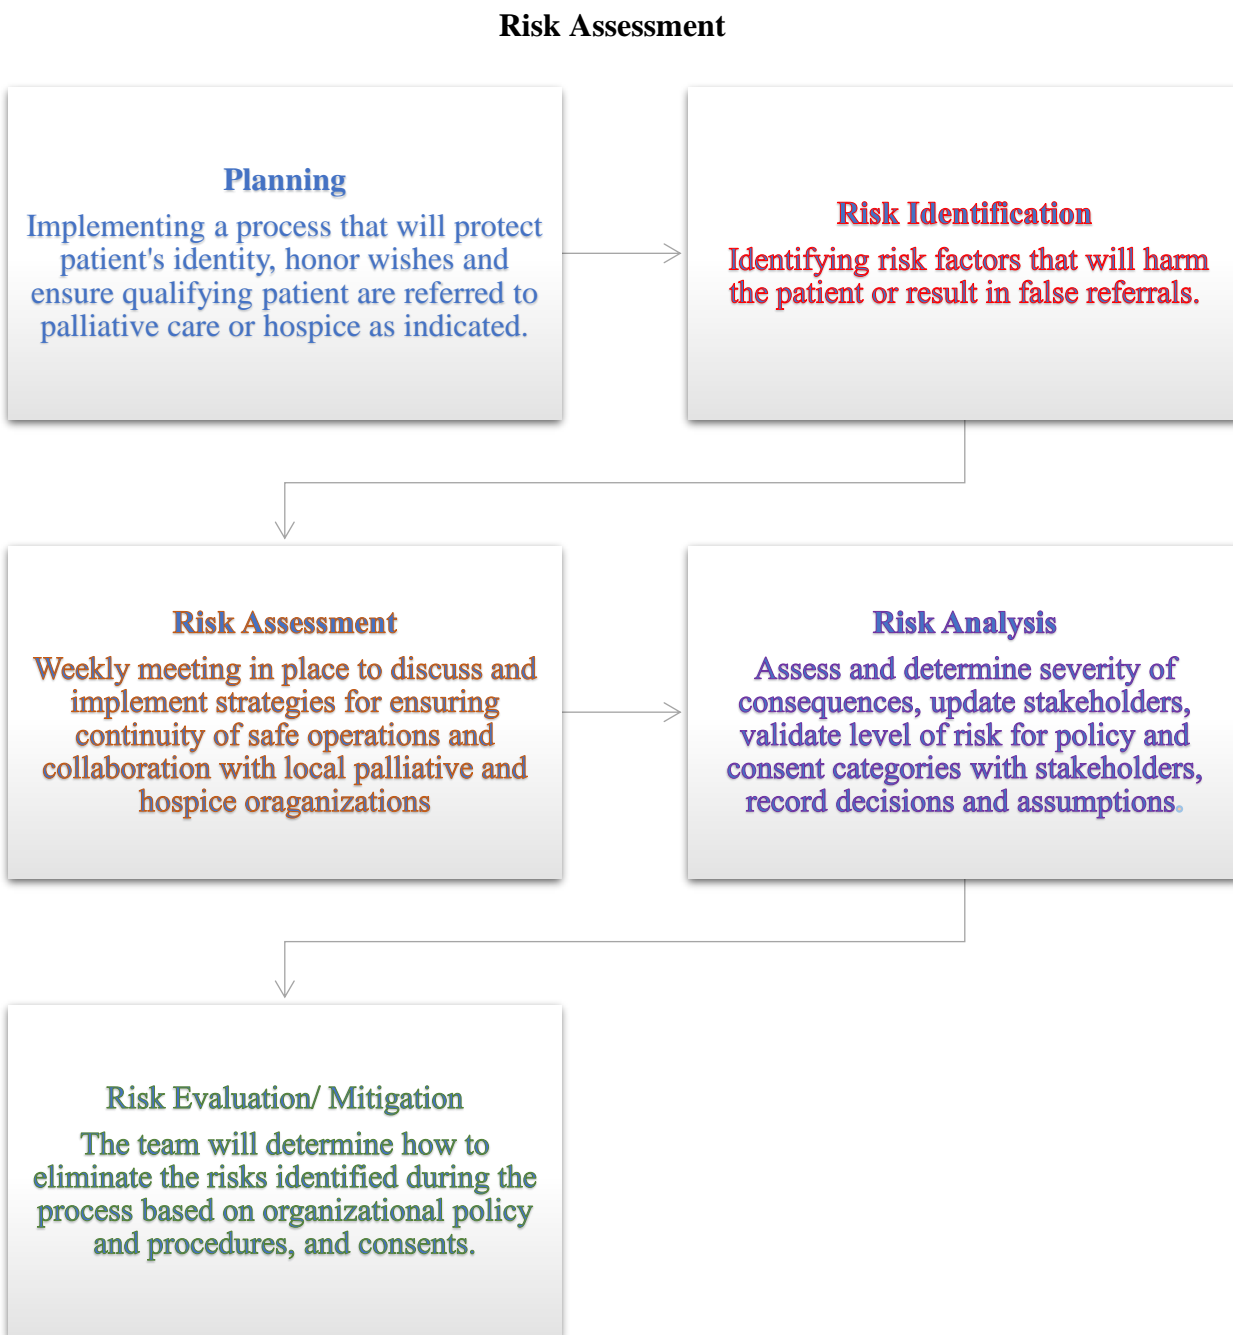 Risk Assessment
Planning
Implementing a process that will protect
patient's identity, honor wishes and
ensure qualifying patient are referred to
palliative care or hospice as indicated.
Risk Identification
Identifying risk factors that will harm
the patient or result in false referrals.
Risk Assessment
Weekly meeting in place to discuss and
implement strategies for ensuring
continuity of safe operations and
collaboration with local palliative and
hospice oraganizations
Risk Analysis
Assess and determine severity of
consequences, update stakeholders,
validate level of risk for policy and
consent categories with stakeholders,
record decisions and assumptions.
Risk Evaluation/ Mitigation
The team will determine how to
eliminate the risks identified during the
process based on organizational policy
and procedures, and consents.